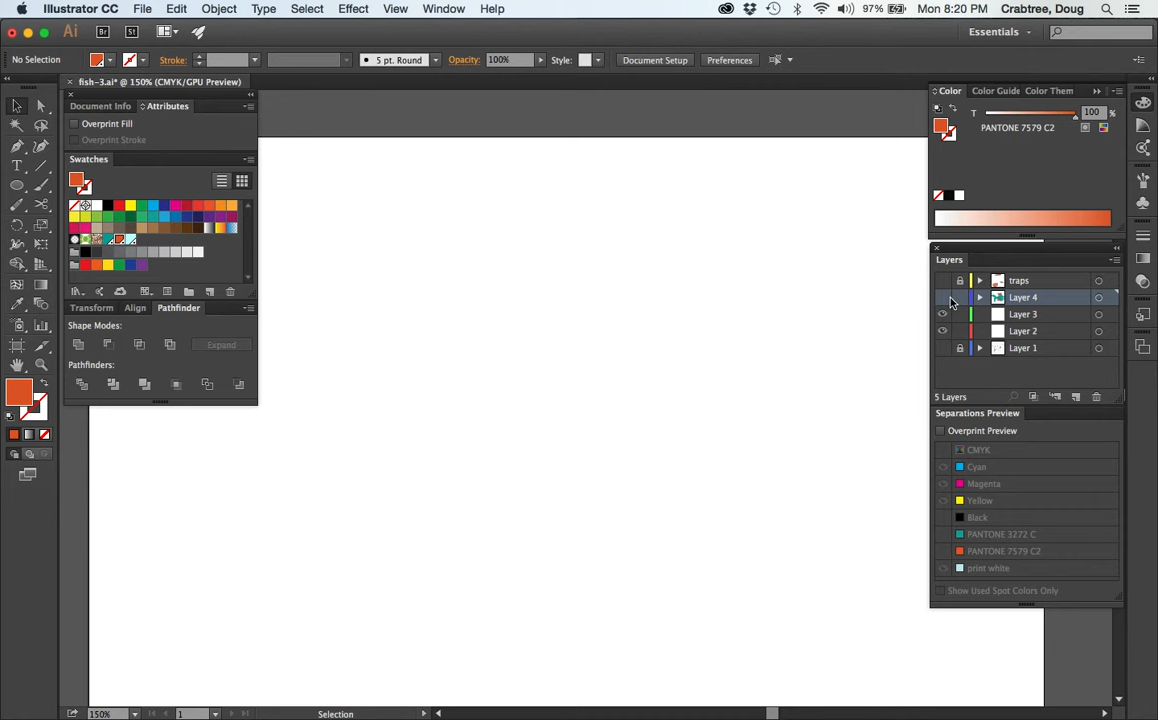 Illustrator CC File Edit Object Type Select Effect View Window Help 97% Mon 8:20 PM Crabtree, Doug
Ai Br St Essentials
No Selection Stroke: 5 pt. Round Opacity: 100% Style: Document Setup Preferences
fish-3.ai* @ 150% (CMYK/GPU Preview)
Document Info Attributes
Overprint Fill
Overprint Stroke
Swatches
Transform Align Pathfinder
Shape Modes:
Expand
Pathfinders:
Color Color Guide Color Them
T 100 %
PANTONE 7579 C2
Layers
traps
Layer 4
Layer 3
Layer 2
Layer 1
5 Layers
Separations Preview
Overprint Preview
CMYK
Cyan
Magenta
Yellow
Black
PANTONE 3272 C
PANTONE 7579 C2
print white
Show Used Spot Colors Only
150% 1 Selection